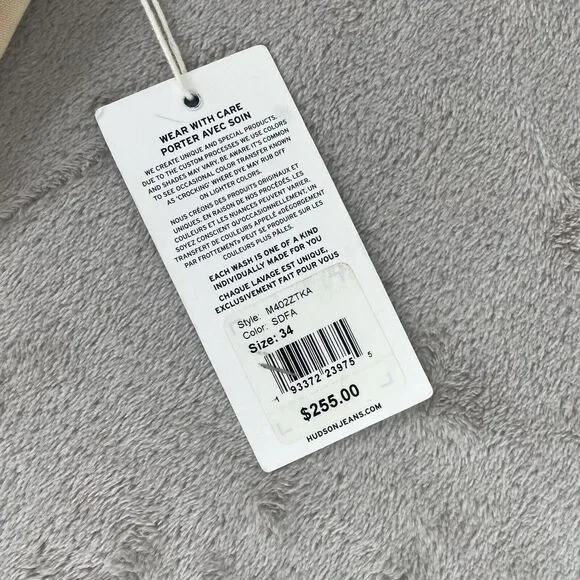 WEAR WITH CARE
PORTER AVEC SOIN
WE CREATE UNIQUE AND SPECIAL PRODUCTS.
DUE TO THE CUSTOM PROCESSES WE USE COLORS
AND SHADES MAY VARY. BE AWARE IT'S COMMON
TO SEE OCCASIONAL COLOR TRANSFER KNOWN
AS 'CROCKING' WHERE DYE MAY RUB OFF
ON LIGHTER COLORS.
NOUS CRÉONS DES PRODUITS ORIGINAUX ET
UNIQUES. EN RAISON DE NOS PROCÉDÉS, LES
COULEURS ET LES NUANCES PEUVENT VARIER.
SOYEZ CONSCIENT QU'OCCASIONNELLEMENT, UN
TRANSFERT DE COULEURS APPELÉ «DÉGORGEMENT
PAR FROTTEMENT» PEUT SE PRODUIRE SUR LES
COULEURS PLUS PÂLES.
EACH WASH IS ONE OF A KIND
INDIVIDUALLY MADE FOR YOU
CHAQUE LAVAGE EST UNIQUE,
EXCLUSIVEMENT FAIT POUR VOUS
Style: M402ZTKA
Color: SDFA
Size: 34
1 93372 23975 5
$255.00
HUDSONJEANS.COM